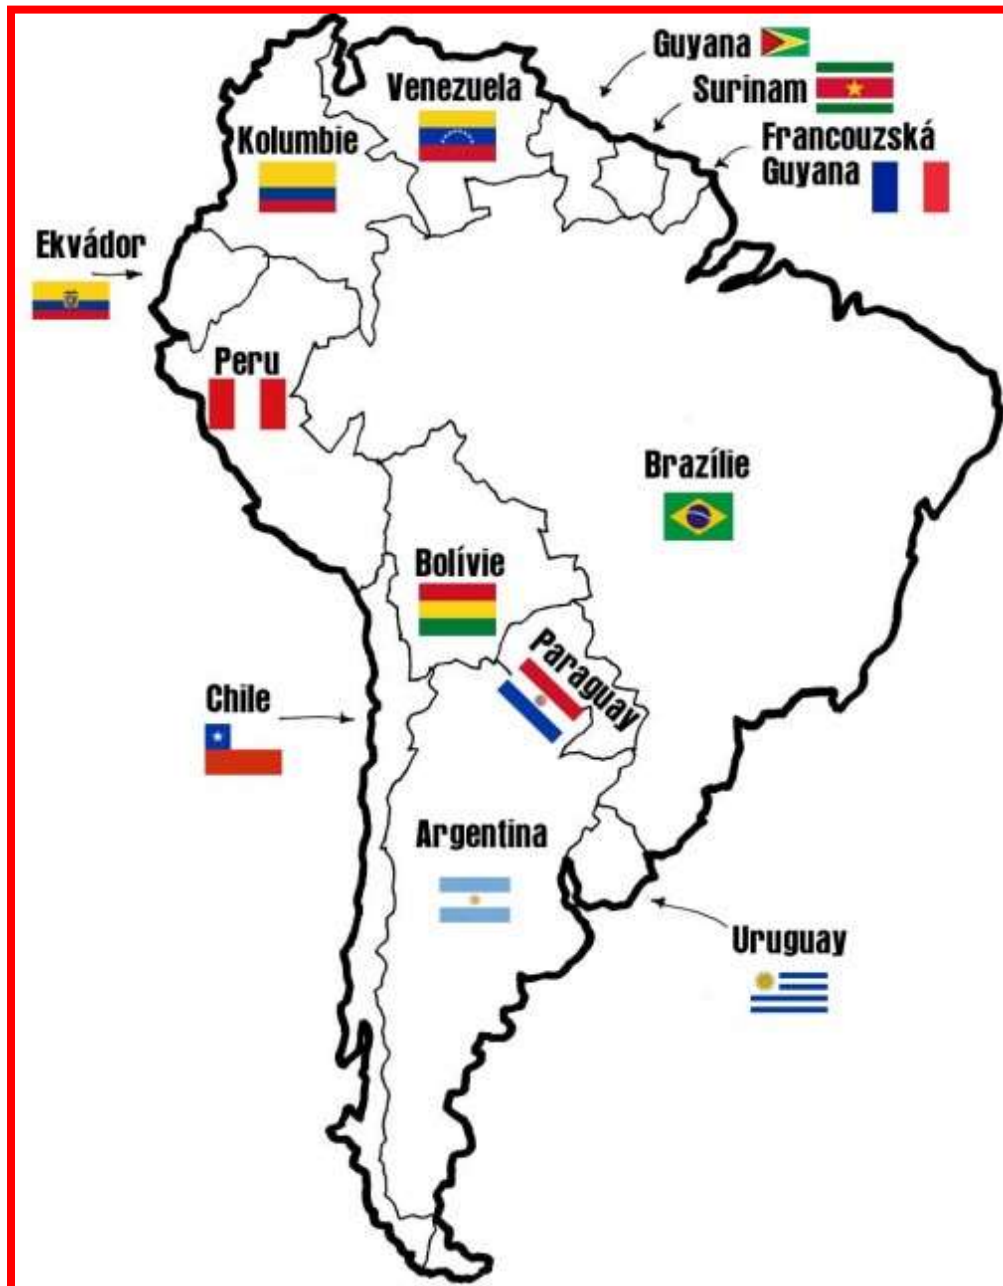 Guyana
Surinam
Francouzská
Guyana
Venezuela
Kolumbie
Ekvádor
Peru
Brazílie
Bolívie
Paraguay
Chile
Argentina
Uruguay